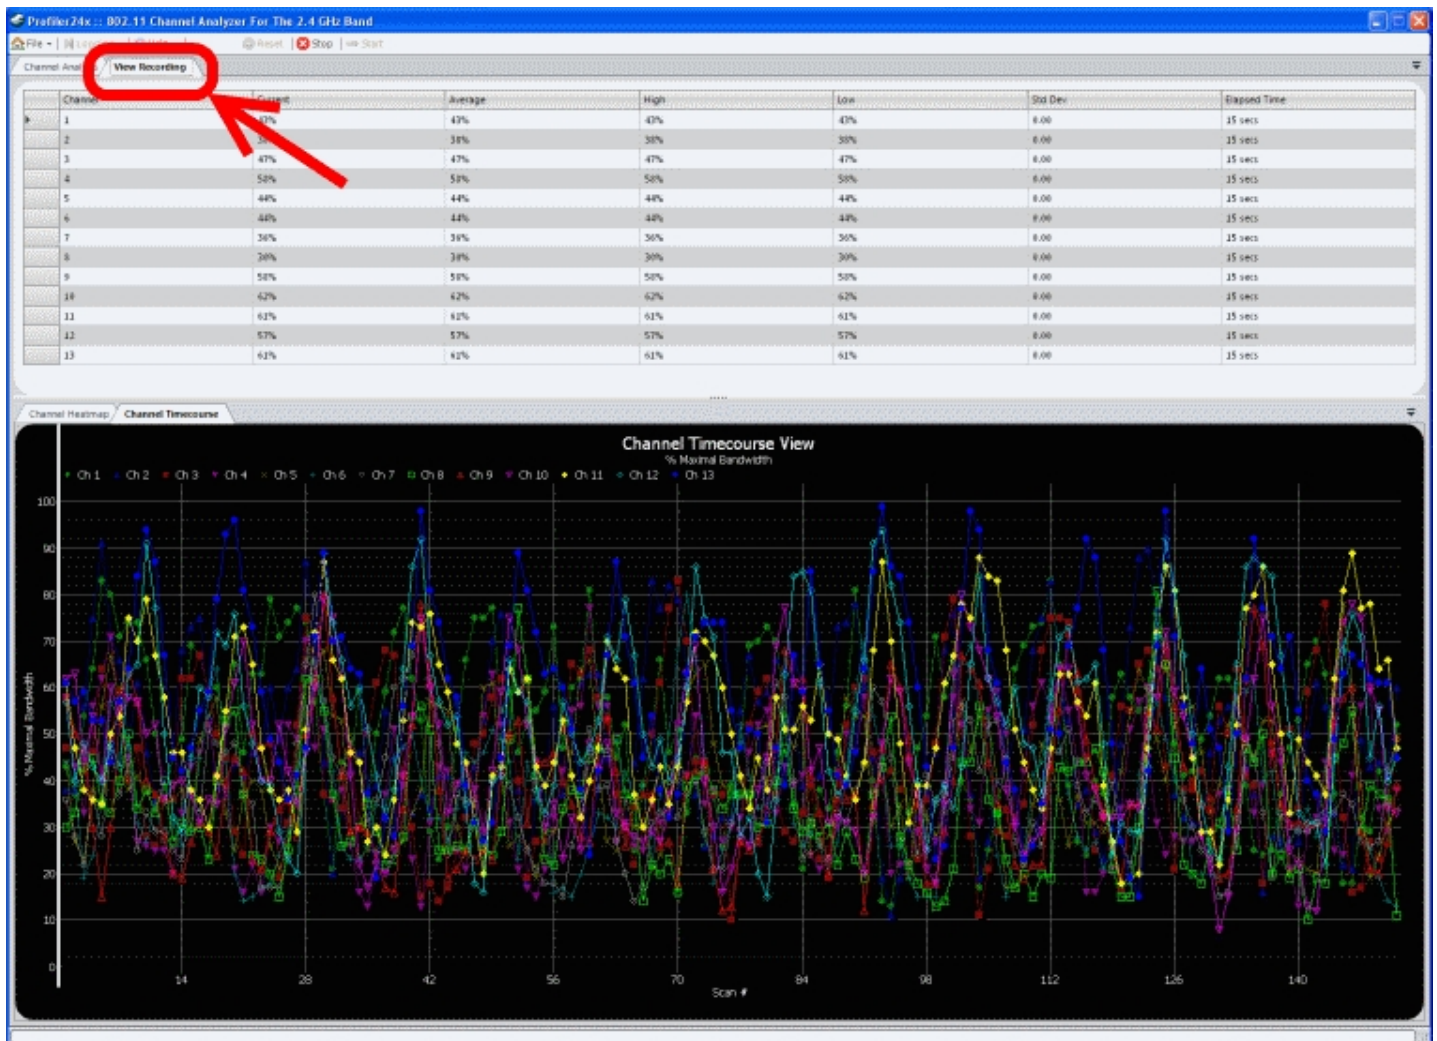 Profiler24x :: 802.11 Channel Analyzer For The 2.4 GHz Band
File Reset Stop Start
Channel View Recording
Channel Current Average High Low Std Dev Elapsed Time
1 43% 43% 43% 43% 0.00 15 secs
2 38% 38% 38% 0.00 15 secs
3 47% 47% 47% 47% 0.00 15 secs
4 58% 58% 58% 58% 0.00 15 secs
5 44% 44% 44% 44% 0.00 15 secs
6 44% 44% 44% 44% 0.00 15 secs
7 36% 36% 36% 36% 0.00 15 secs
8 30% 30% 30% 30% 0.00 15 secs
9 58% 58% 58% 58% 0.00 15 secs
10 62% 62% 62% 62% 0.00 15 secs
11 61% 61% 61% 61% 0.00 15 secs
12 57% 57% 57% 57% 0.00 15 secs
13 61% 61% 61% 61% 0.00 15 secs
Channel Heatmap Channel Timecourse
Channel Timecourse View
% Maximal Bandwidth
Ch 1 Ch 2 Ch 3 Ch 4 Ch 5 Ch 6 Ch 7 Ch 8 Ch 9 Ch 10 Ch 11 Ch 12 Ch 13
% Maximal Bandwidth
100
90
80
70
60
50
40
30
20
10
0
14 28 42 56 70 84 98 112 126 140
Scan #